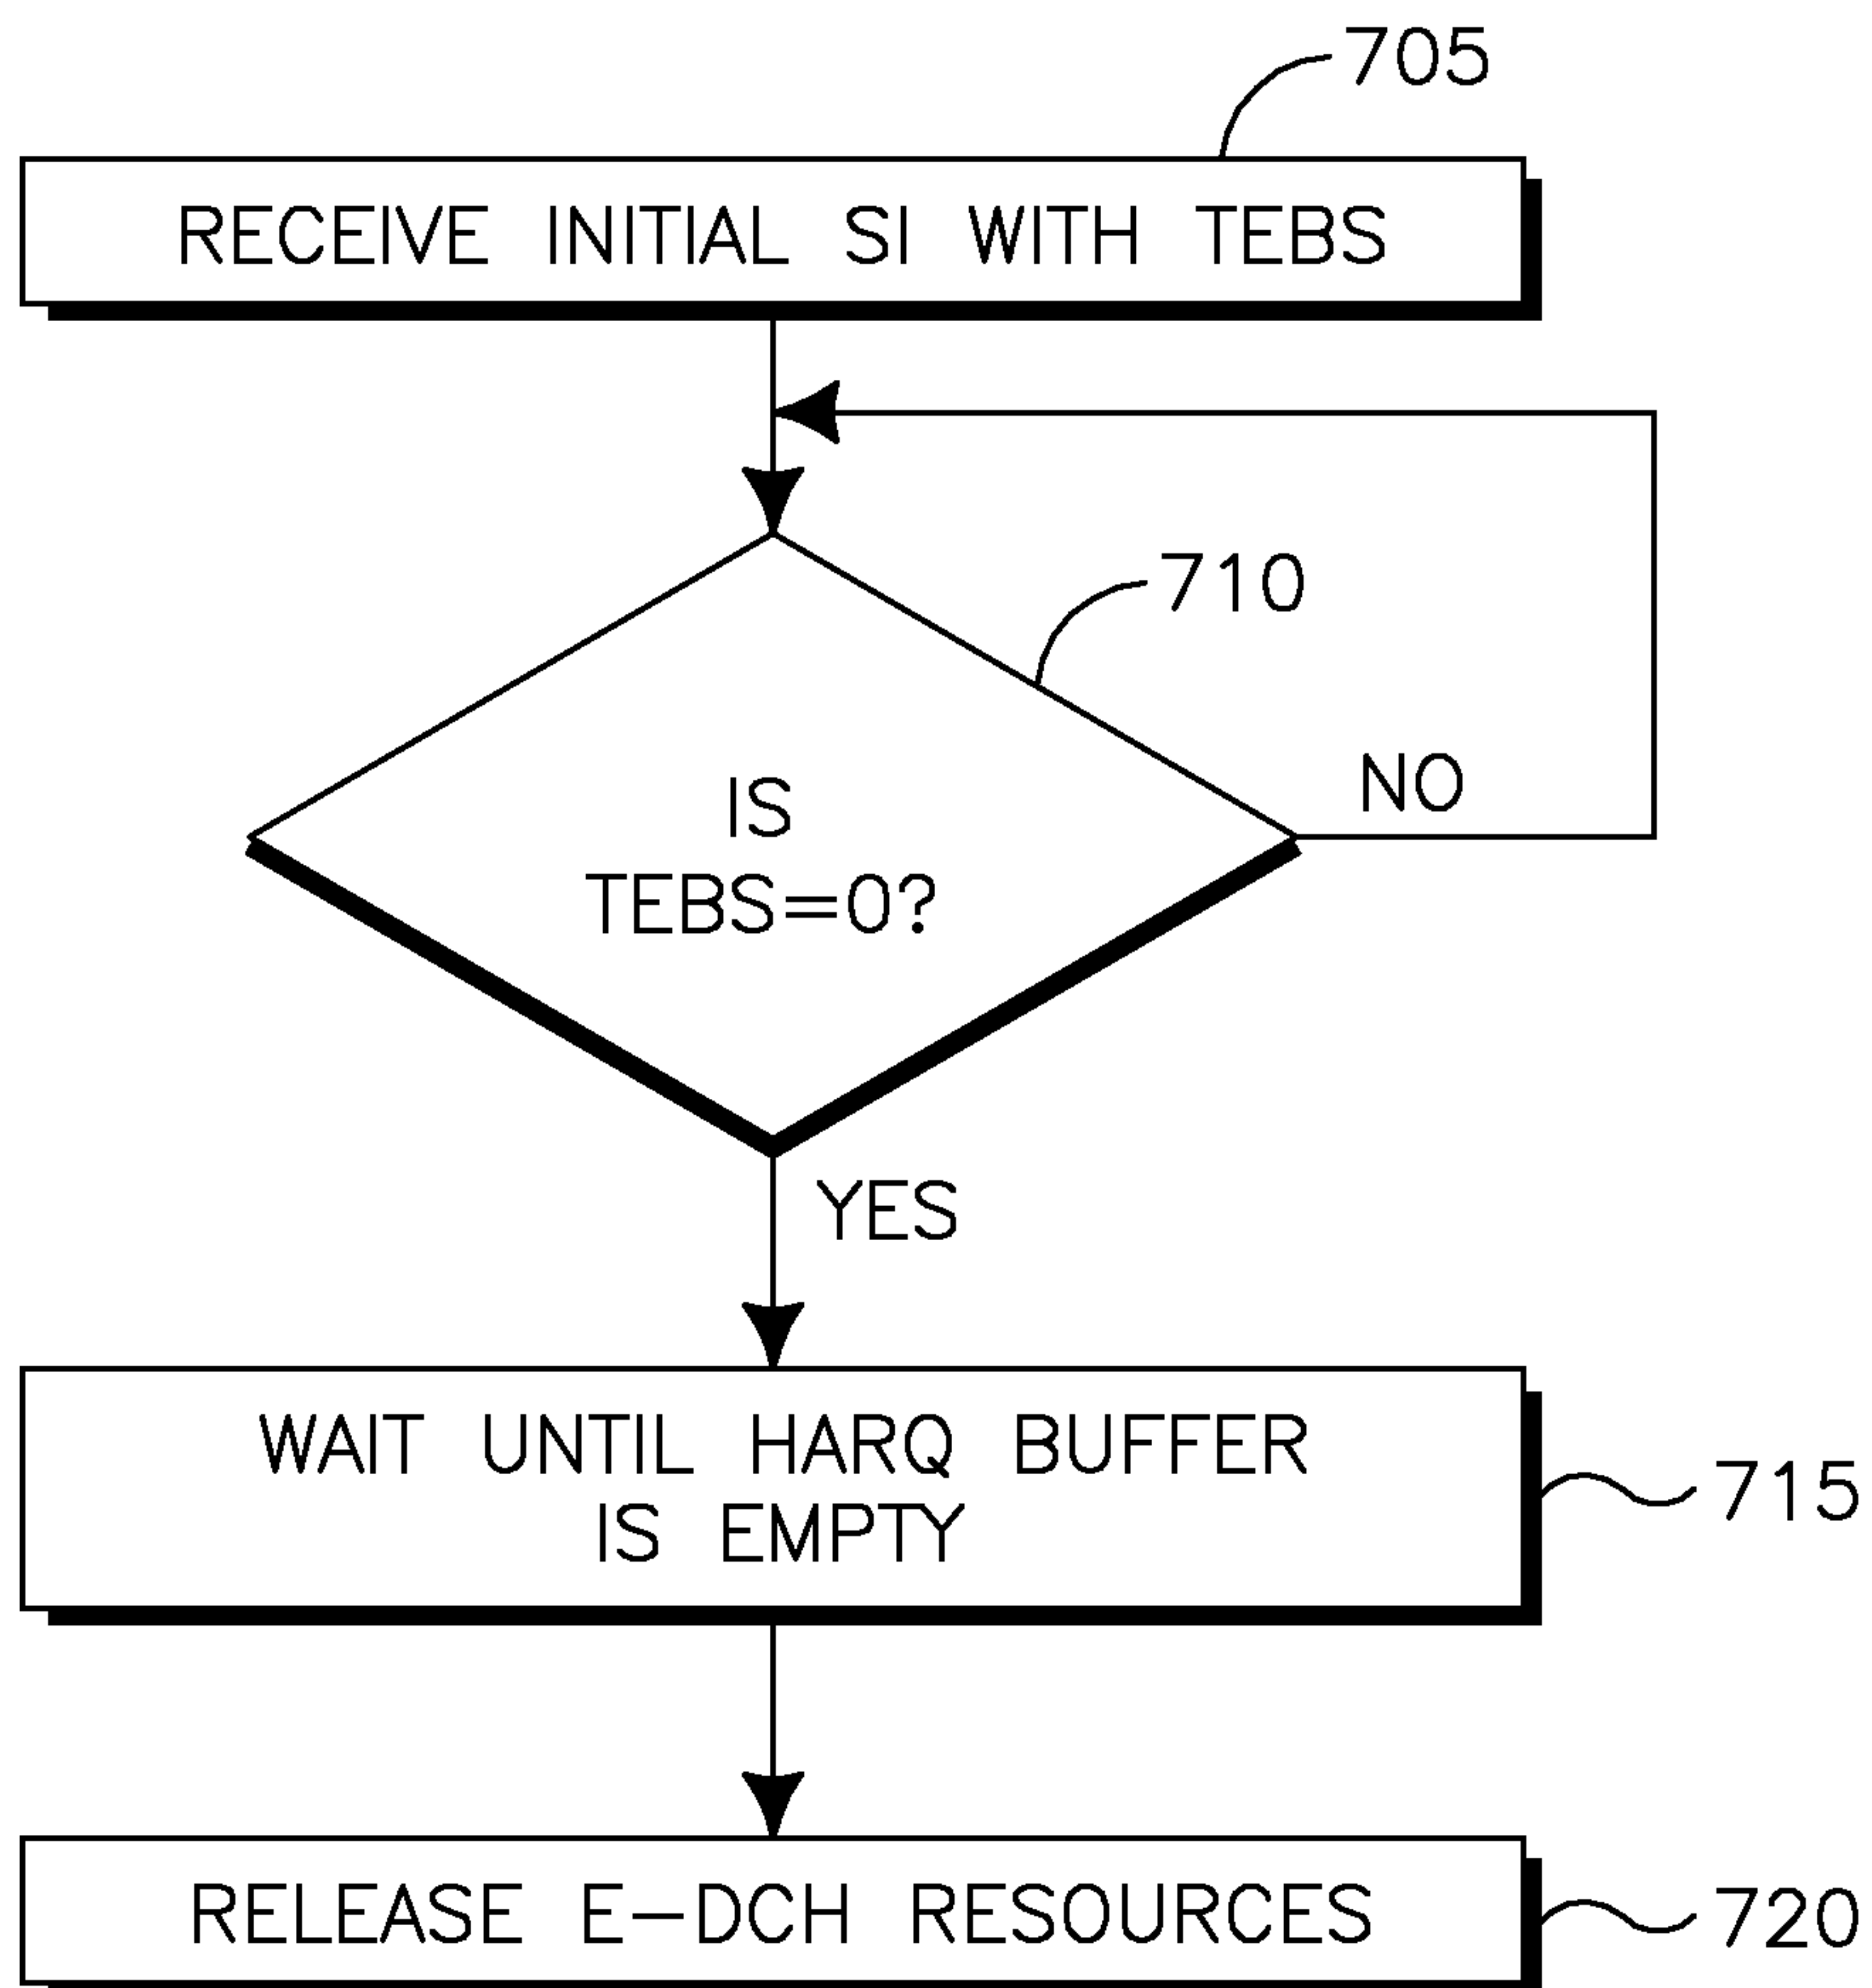 705
RECEIVE INITIAL SI WITH TEBS
710
NO
IS
TEBS=0?
YES
WAIT UNTIL HARQ BUFFER
IS EMPTY
715
RELEASE E-DCH RESOURCES
720